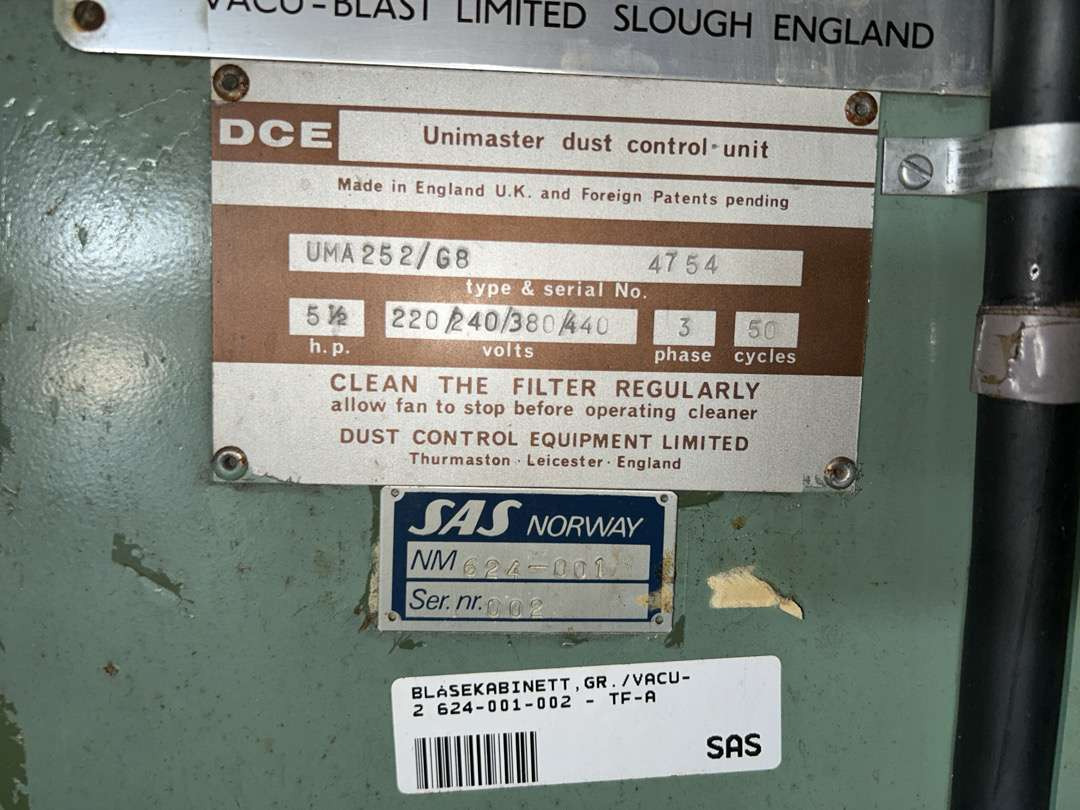 VACU-BLAST LIMITED SLOUGH ENGLAND
DCE Unimaster dust control unit
Made in England U.K. and Foreign Patents pending
UMA252/G8 4754
type & serial No.
5½ 220/240/380/440 3 50
h.p. volts phase cycles
CLEAN THE FILTER REGULARLY
allow fan to stop before operating cleaner
DUST CONTROL EQUIPMENT LIMITED
Thurmaston · Leicester · England
SAS NORWAY
NM 624-001
Ser. nr. 002
BLÅSEKABINETT,GR./VACU-
2 624-001-002 - TF-A
SAS